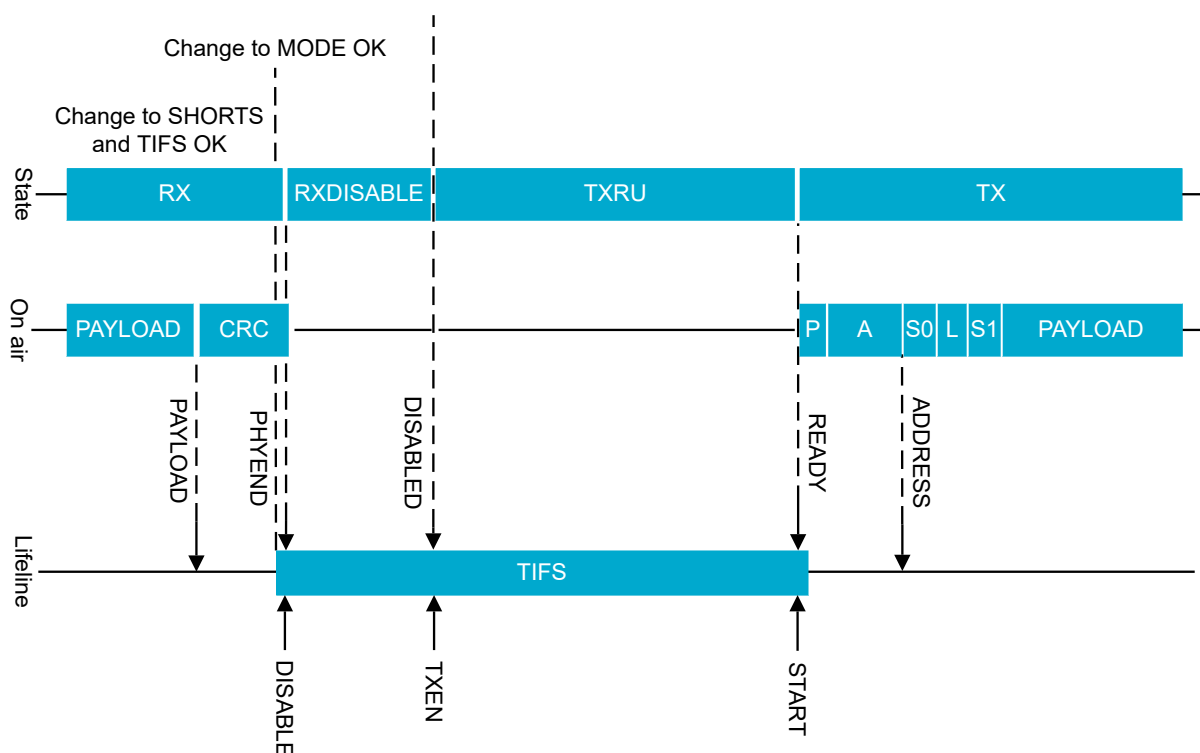 Change to MODE OK
Change to SHORTS
and TIFS OK
State
RX
RXDISABLE
TXRU
TX
On air
PAYLOAD
CRC
P
A
S0
L
S1
PAYLOAD
PAYLOAD
PHYEND
DISABLED
READY
ADDRESS
Lifeline
TIFS
DISABLE
TXEN
START